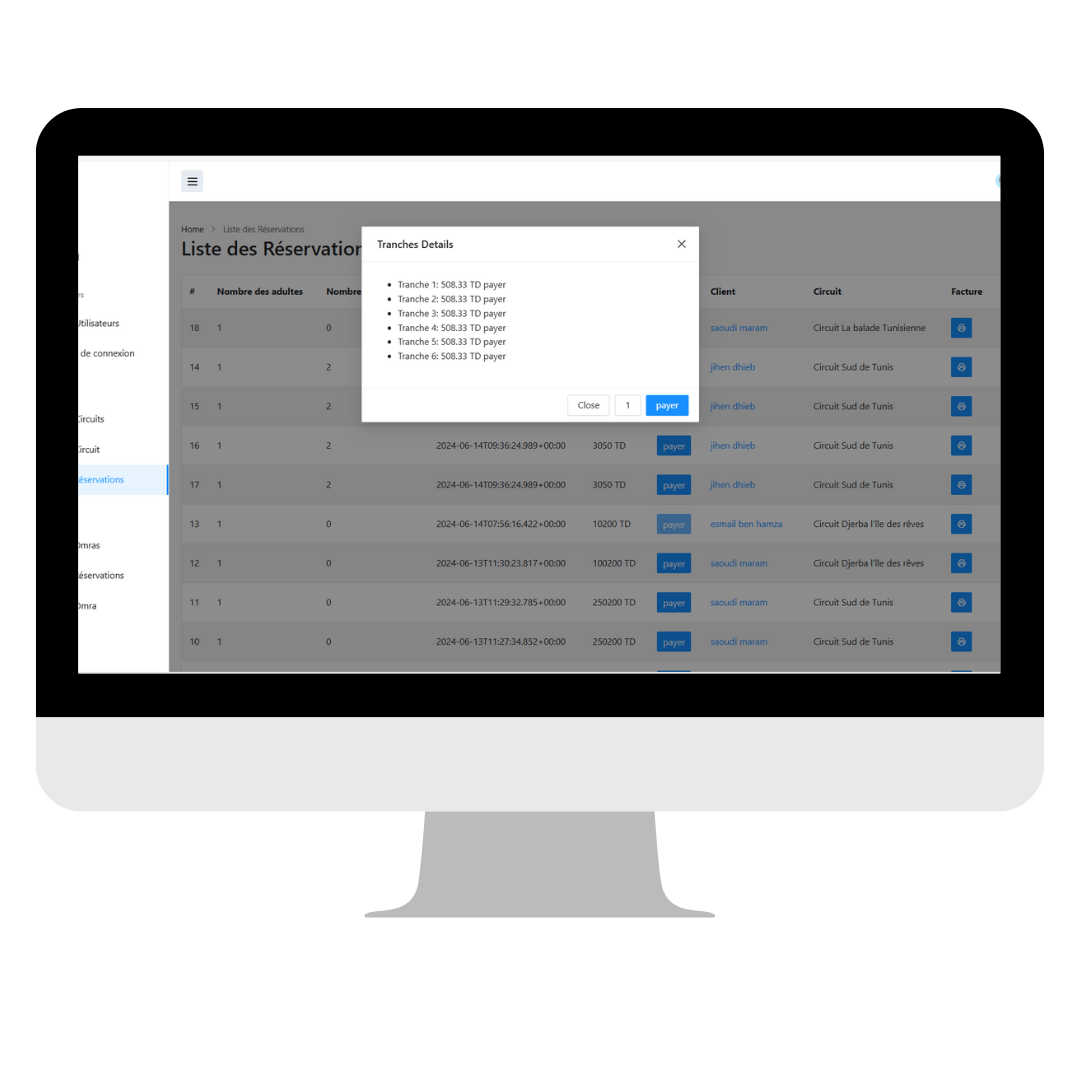 Home > Liste des Réservations
Liste des Réservation
Utilisateurs
de connexion
Circuits
Circuit
éservations
Omras
éservations
Omra
Tranches Details
Tranche 1: 508.33 TD payer
Tranche 2: 508.33 TD payer
Tranche 3: 508.33 TD payer
Tranche 4: 508.33 TD payer
Tranche 5: 508.33 TD payer
Tranche 6: 508.33 TD payer
Close 1 payer
# Nombre des adultes Nombre Client Circuit Facture
18 1 0 saoudi maram Circuit La balade Tunisienne
14 1 2 jihen dhieb Circuit Sud de Tunis
15 1 2 jihen dhieb Circuit Sud de Tunis
16 1 2 2024-06-14T09:36:24.989+00:00 3050 TD payer jihen dhieb Circuit Sud de Tunis
17 1 2 2024-06-14T09:36:24.989+00:00 3050 TD payer jihen dhieb Circuit Sud de Tunis
13 1 0 2024-06-14T07:56:16.422+00:00 10200 TD payer esmail ben hamza Circuit Djerba l'île des rêves
12 1 0 2024-06-13T11:30:23.817+00:00 100200 TD payer saoudi maram Circuit Djerba l'île des rêves
11 1 0 2024-06-13T11:29:32.785+00:00 250200 TD payer saoudi maram Circuit Sud de Tunis
10 1 0 2024-06-13T11:27:34.852+00:00 250200 TD payer saoudi maram Circuit Sud de Tunis